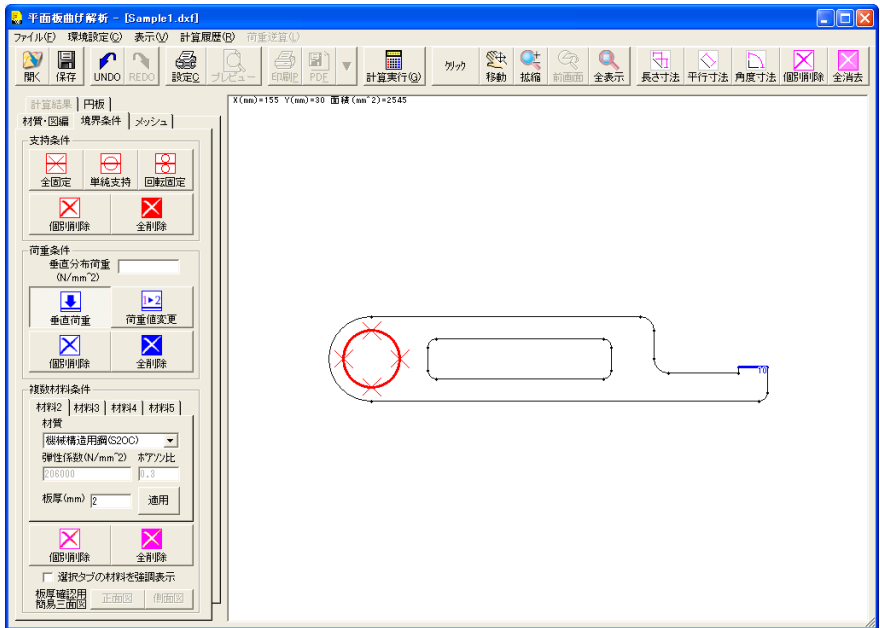 平面板曲げ解析 - [Sample1.dxf]
ファイル(F) 環境設定(C) 表示(V) 計算履歴(R) 荷重逆算(L)
開く 保存 UNDO REDO 設定C プレビュー 印刷P PDF 計算実行(G) クリック 移動 拡縮 前画面 全表示 長さ寸法 平行寸法 角度寸法 個別削除 全消去
計算結果 円板
材質・図編 境界条件 メッシュ
X(mm)=155 Y(mm)=30 面積(mm^2)=2545
支持条件
全固定 単純支持 回転固定
個別削除 全削除
荷重条件
垂直分布荷重
(N/mm^2)
1▶2
垂直荷重 荷重値変更
個別削除 全削除
10
複数材料条件
材料2 材料3 材料4 材料5
材質
機械構造用鋼(S20C)
弾性係数(N/mm^2) ポアソン比
206000 0.3
板厚(mm) 2 適用
個別削除 全削除
選択タブの材料を強調表示
板厚確認用
簡易三面図 正面図 側面図